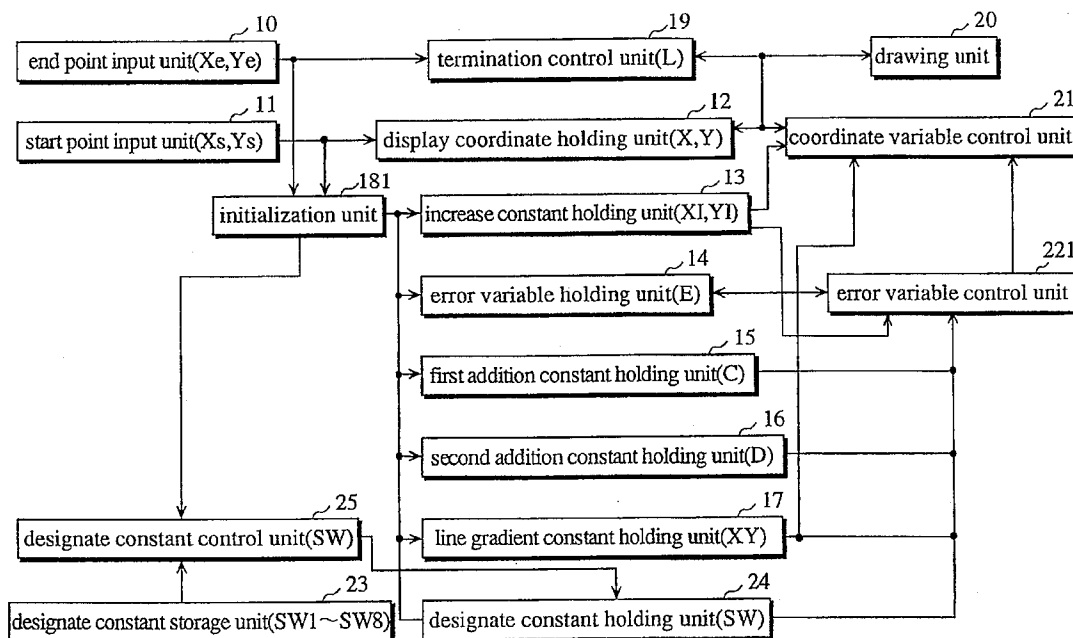 10
end point input unit(Xe,Ye)
19
termination control unit(L)
20
drawing unit
11
start point input unit(Xs,Ys)
12
display coordinate holding unit(X,Y)
21
coordinate variable control unit
181
initialization unit
13
increase constant holding unit(XI,YI)
14
error variable holding unit(E)
221
error variable control unit
15
first addition constant holding unit(C)
16
second addition constant holding unit(D)
25
designate constant control unit(SW)
17
line gradient constant holding unit(XY)
23
designate constant storage unit(SW1～SW8)
24
designate constant holding unit(SW)